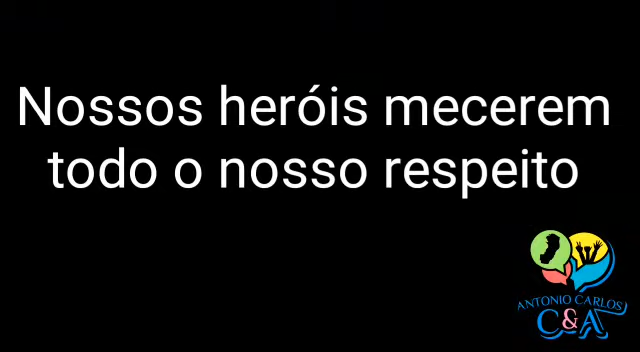 Nossos heróis mecerem
todo o nosso respeito
ANTONIO CARLOS
C&A